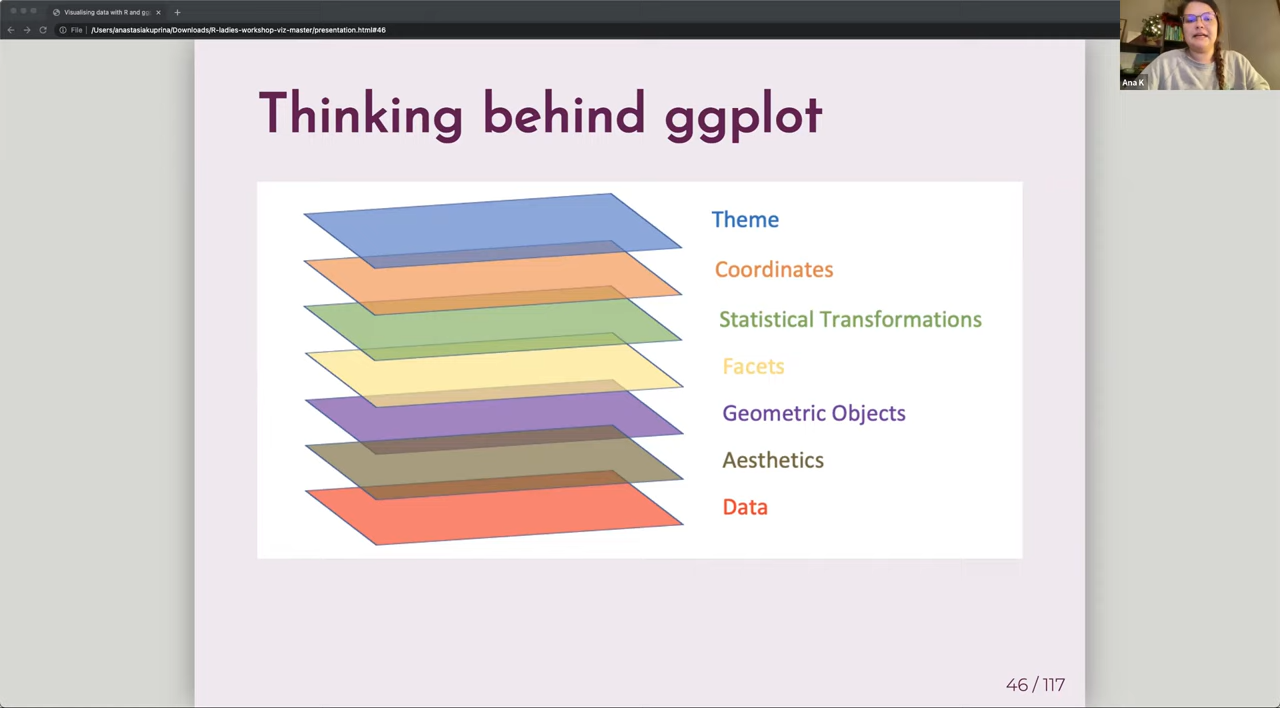 Visualising data with R and gg
File
/Users/anastasiakuprina/Downloads/R-ladies-workshop-viz-master/presentation.html#46
Ana K
Thinking behind ggplot
Theme
Coordinates
Statistical Transformations
Facets
Geometric Objects
Aesthetics
Data
46 / 117